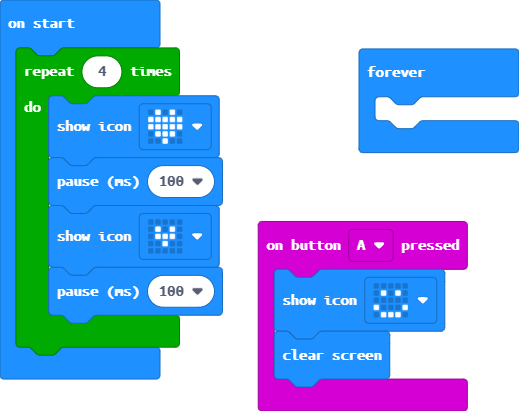 on start
repeat 4 times
do
show icon
pause (ms) 100
show icon
pause (ms) 100
forever
on button A pressed
show icon
clear screen